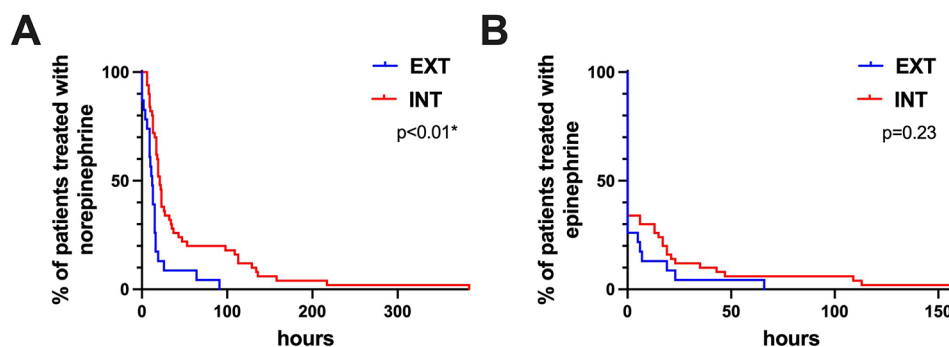 A
% of patients treated with
norepinephrine
100
50
0
EXT
INT
p<0.01*
0 100 200 300
hours
B
% of patients treated with
epinephrine
100
50
0
EXT
INT
p=0.23
0 50 100 150
hours